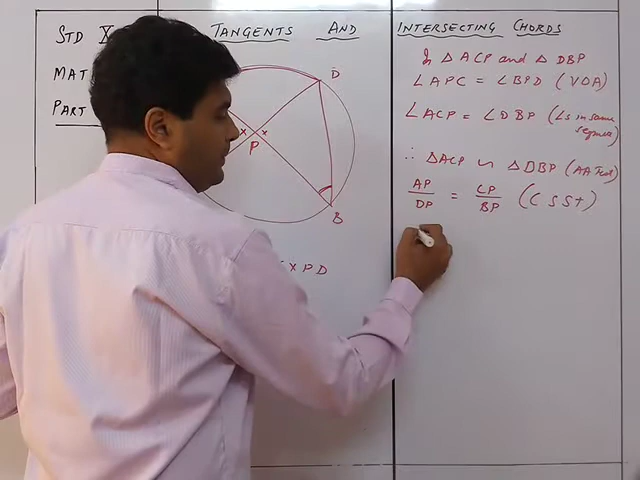 STD X TANGENTS AND INTERSECTING CHORDS
MAT
PART
D
× ×
P
B
× PD
In △ ACP and △ DBP
∠APC = ∠BPD (VOA)
∠ACP = ∠DBP (∠s in same
segment)
∴ △ACP ∽ △DBP (AA Test)
AP/DP = CP/BP (CSST)